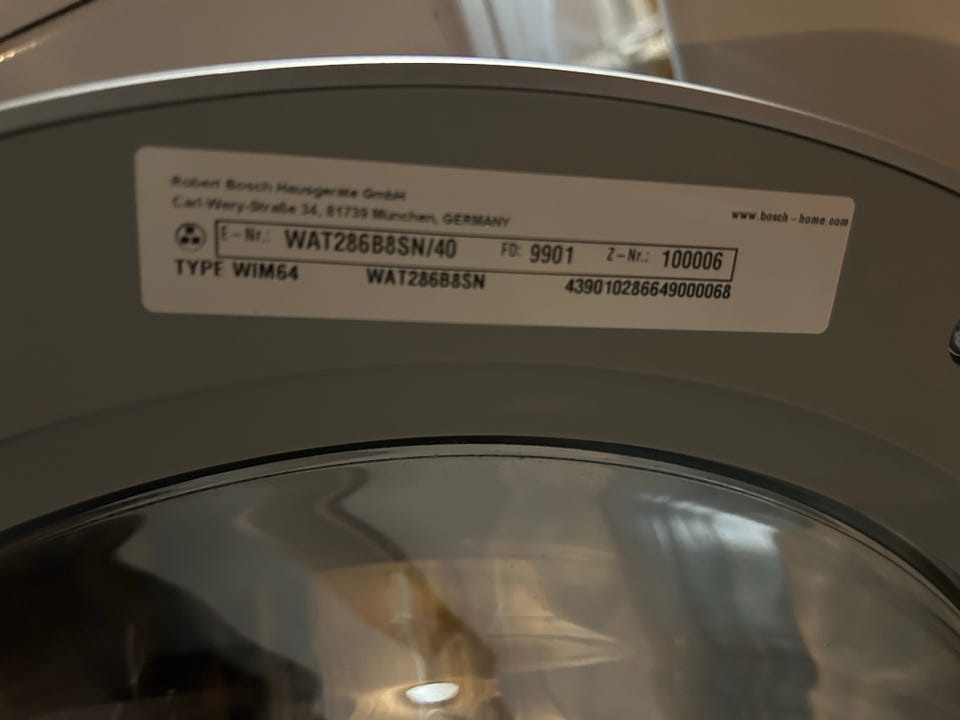 Robert Bosch Hausgeräte GmbH
Carl-Wery-Straße 34, 81739 München, GERMANY
www.bosch-home.com
E-Nr.: WAT286B8SN/40 FD: 9901 Z-Nr.: 100006
TYPE WIM64 WAT286B8SN 439010286649000068